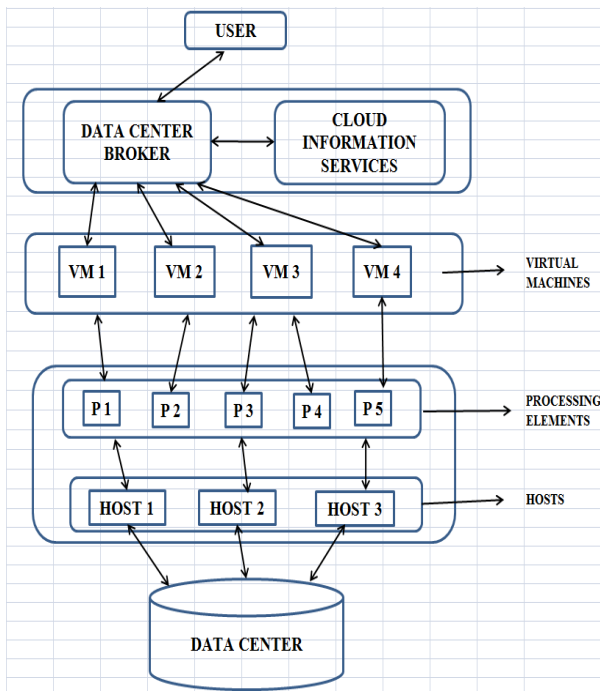 USER
DATA CENTER
BROKER
CLOUD
INFORMATION
SERVICES
VM 1
VM 2
VM 3
VM 4
VIRTUAL
MACHINES
P 1
P 2
P 3
P 4
P 5
PROCESSING
ELEMENTS
HOST 1
HOST 2
HOST 3
HOSTS
DATA CENTER